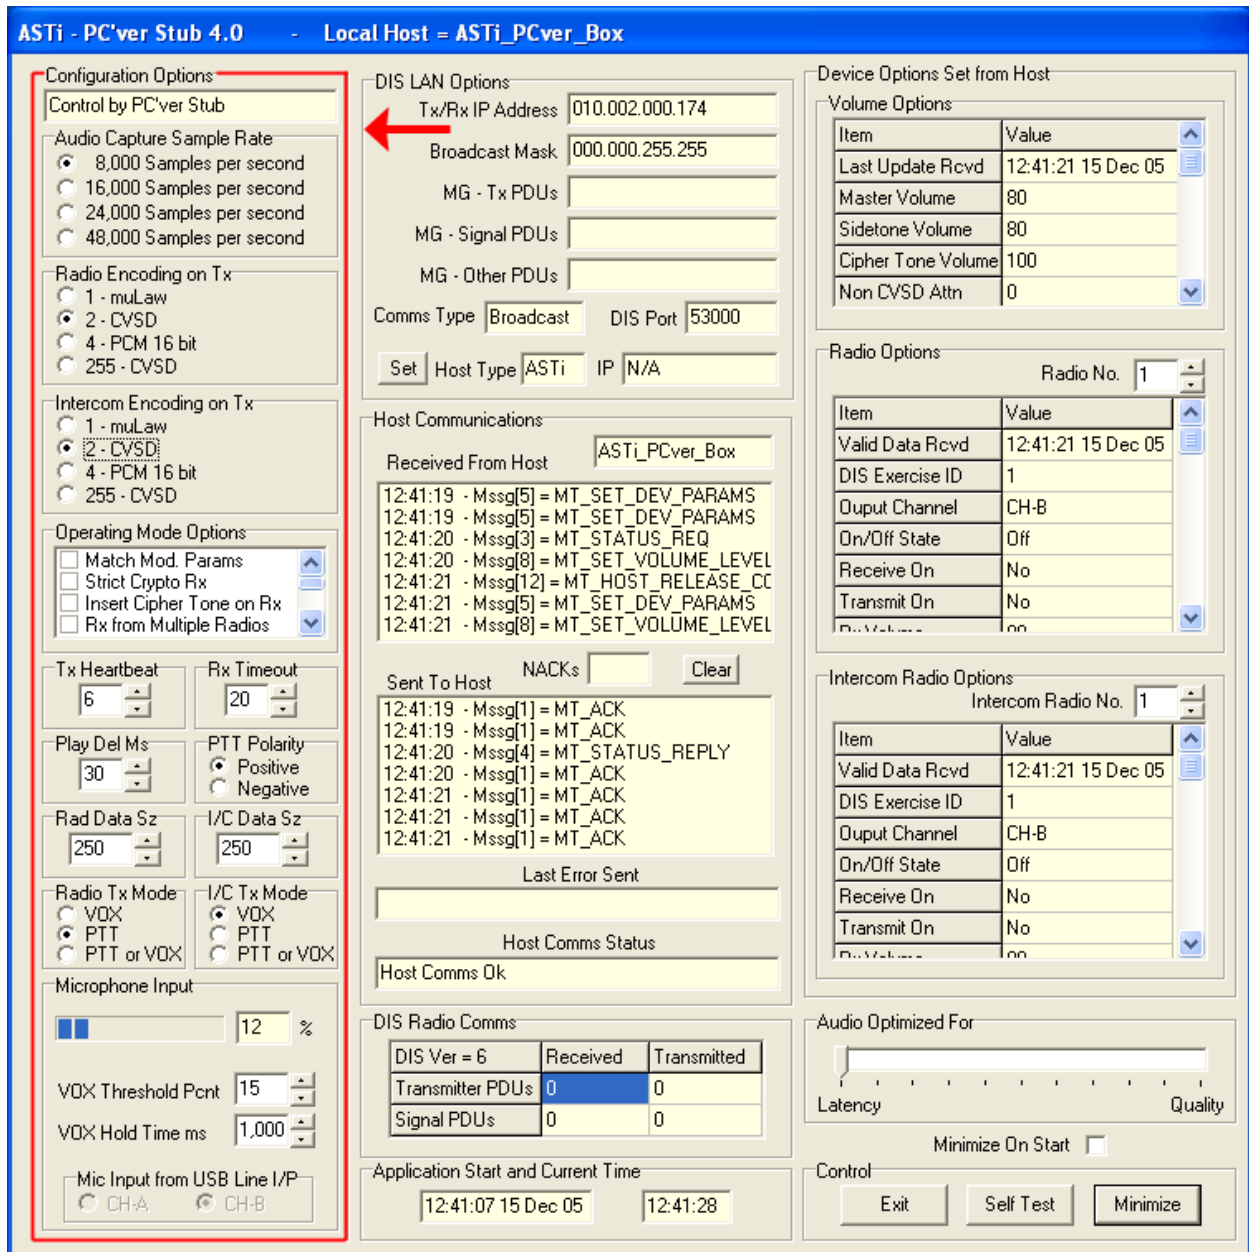 ASTi - PC'ver Stub 4.0 - Local Host = ASTi_PCver_Box
Configuration Options
Control by PC'ver Stub
Audio Capture Sample Rate
8,000 Samples per second
16,000 Samples per second
24,000 Samples per second
48,000 Samples per second
Radio Encoding on Tx
1 - muLaw
2 - CVSD
4 - PCM 16 bit
255 - CVSD
Intercom Encoding on Tx
1 - muLaw
2 - CVSD
4 - PCM 16 bit
255 - CVSD
Operating Mode Options
Match Mod. Params
Strict Crypto Rx
Insert Cipher Tone on Rx
Rx from Multiple Radios
Tx Heartbeat
6
Rx Timeout
20
Play Del Ms
30
PTT Polarity
Positive
Negative
Rad Data Sz
250
I/C Data Sz
250
Radio Tx Mode
VOX
PTT
PTT or VOX
I/C Tx Mode
VOX
PTT
PTT or VOX
Microphone Input
12 %
VOX Threshold Pcnt 15
VOX Hold Time ms 1,000
Mic Input from USB Line I/P
CH-A CH-B
DIS LAN Options
Tx/Rx IP Address 010.002.000.174
Broadcast Mask 000.000.255.255
MG - Tx PDUs
MG - Signal PDUs
MG - Other PDUs
Comms Type Broadcast DIS Port 53000
Set Host Type ASTi IP N/A
Host Communications
Received From Host ASTi_PCver_Box
12:41:19 - Mssg[5] = MT_SET_DEV_PARAMS
12:41:19 - Mssg[5] = MT_SET_DEV_PARAMS
12:41:20 - Mssg[3] = MT_STATUS_REQ
12:41:20 - Mssg[8] = MT_SET_VOLUME_LEVEL
12:41:21 - Mssg[12] = MT_HOST_RELEASE_CC
12:41:21 - Mssg[5] = MT_SET_DEV_PARAMS
12:41:21 - Mssg[8] = MT_SET_VOLUME_LEVEL
Sent To Host NACKs Clear
12:41:19 - Mssg[1] = MT_ACK
12:41:19 - Mssg[1] = MT_ACK
12:41:20 - Mssg[4] = MT_STATUS_REPLY
12:41:20 - Mssg[1] = MT_ACK
12:41:21 - Mssg[1] = MT_ACK
12:41:21 - Mssg[1] = MT_ACK
12:41:21 - Mssg[1] = MT_ACK
Last Error Sent
Host Comms Status
Host Comms Ok
DIS Radio Comms
DIS Ver = 6 Received Transmitted
Transmitter PDUs 0 0
Signal PDUs 0 0
Application Start and Current Time
12:41:07 15 Dec 05 12:41:28
Device Options Set from Host
Volume Options
Item Value
Last Update Rcvd 12:41:21 15 Dec 05
Master Volume 80
Sidetone Volume 80
Cipher Tone Volume 100
Non CVSD Attn 0
Radio Options
Radio No. 1
Item Value
Valid Data Rcvd 12:41:21 15 Dec 05
DIS Exercise ID 1
Ouput Channel CH-B
On/Off State Off
Receive On No
Transmit On No
Intercom Radio Options
Intercom Radio No. 1
Item Value
Valid Data Rcvd 12:41:21 15 Dec 05
DIS Exercise ID 1
Ouput Channel CH-B
On/Off State Off
Receive On No
Transmit On No
Audio Optimized For
Latency Quality
Minimize On Start
Control
Exit Self Test Minimize